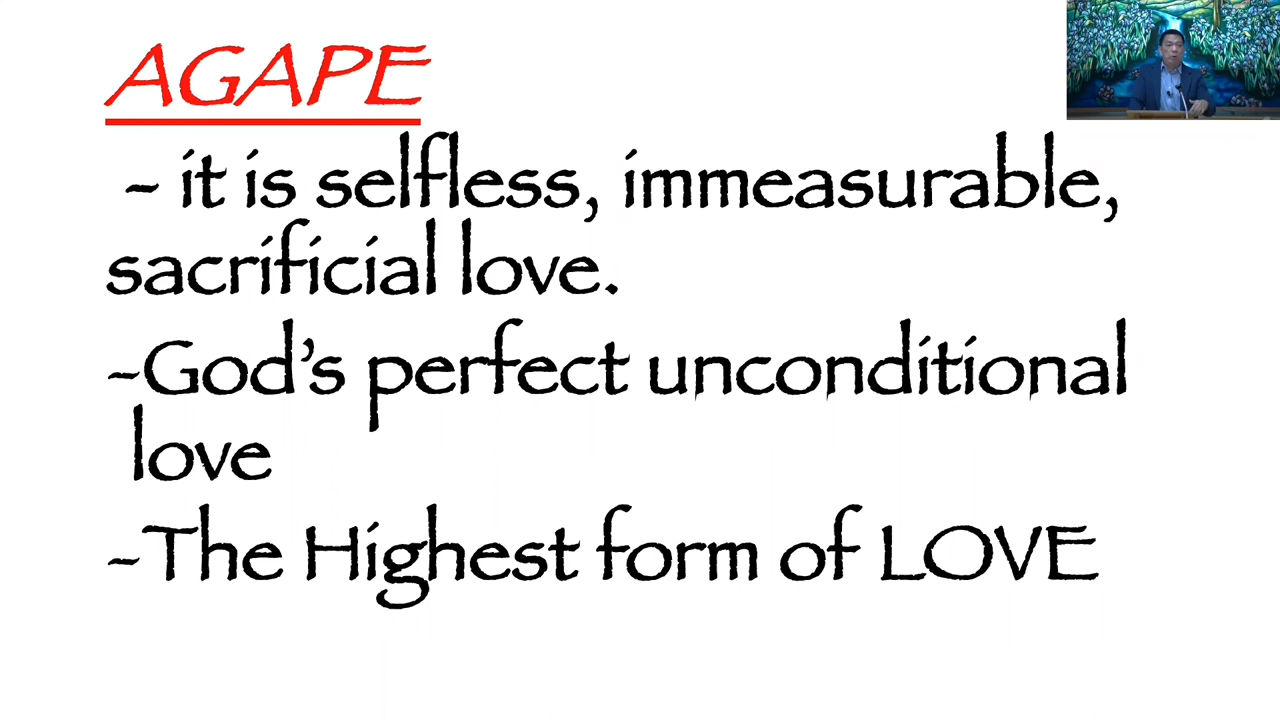 AGAPE
- it is selfless, immeasurable,
sacrificial love.
-God’s perfect unconditional
love
-The Highest form of LOVE